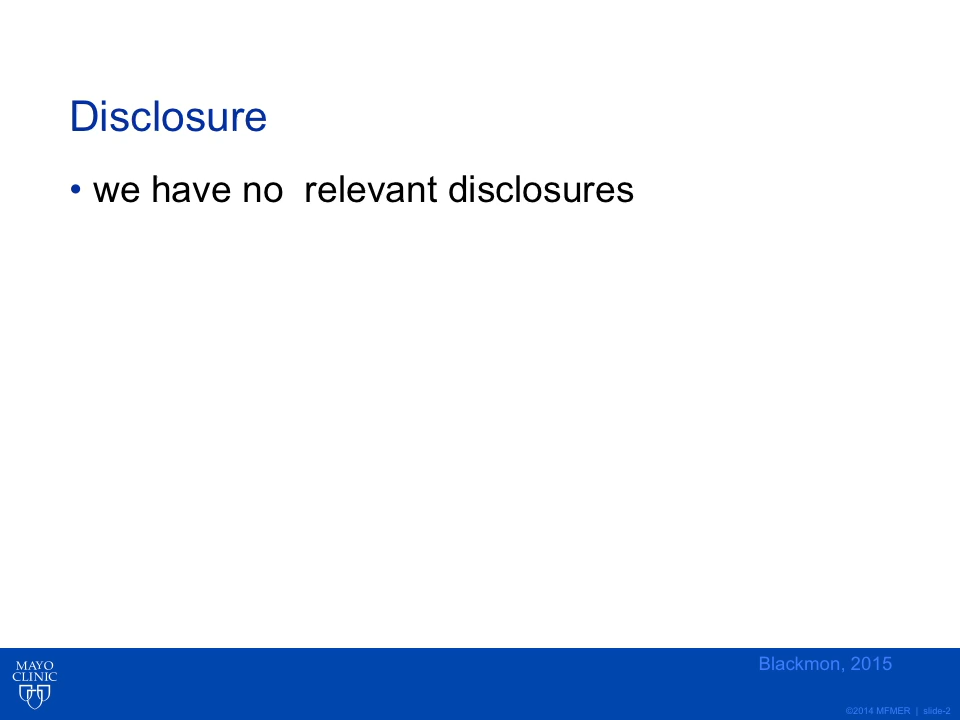 Disclosure
• we have no  relevant disclosures
MAYO
CLINIC
Blackmon, 2015
©2014 MFMER | slide-2